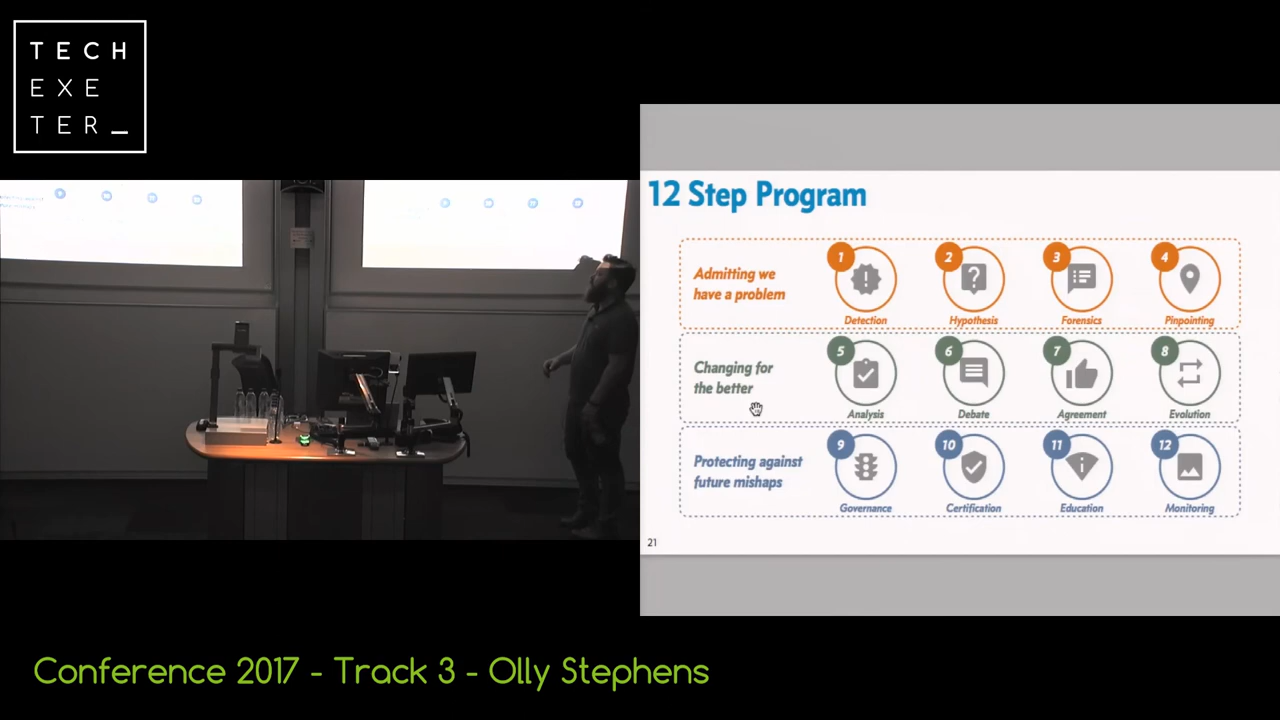 TECH
EXE
TER_
12 Step Program
Admitting we
have a problem
1
2
3
4
Detection
Hypothesis
Forensics
Pinpointing
Changing for
the better
5
6
7
8
Analysis
Debate
Agreement
Evolution
Protecting against
future mishaps
9
10
11
12
Governance
Certification
Education
Monitoring
21
Conference 2017 - Track 3 - Olly Stephens